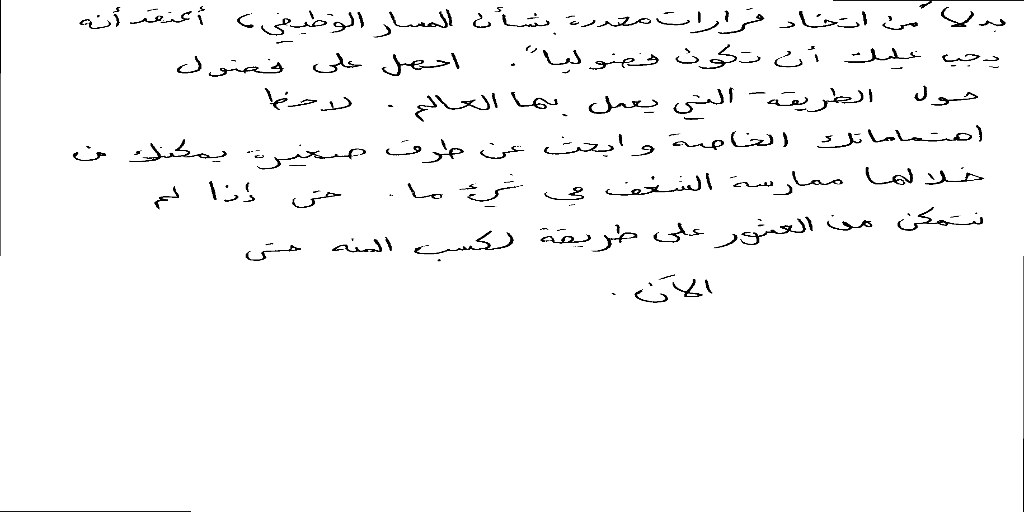 بدلاً من اتخاذ قرارات محددة بشأن المسار الوظيفي، أعتقد أنه
يجب عليك أن تكون فضولياً. احصل على فضول
حول الطريقة التي يعمل بها العالم. لاحظ
اهتماماتك الخاصة وابحث عن طرق صغيرة يمكنك من
خلالها ممارسة الشغف في شيء ما. حتى إذا لم
تتمكن من العثور على طريقة لكسب المنه حتى
الآن.